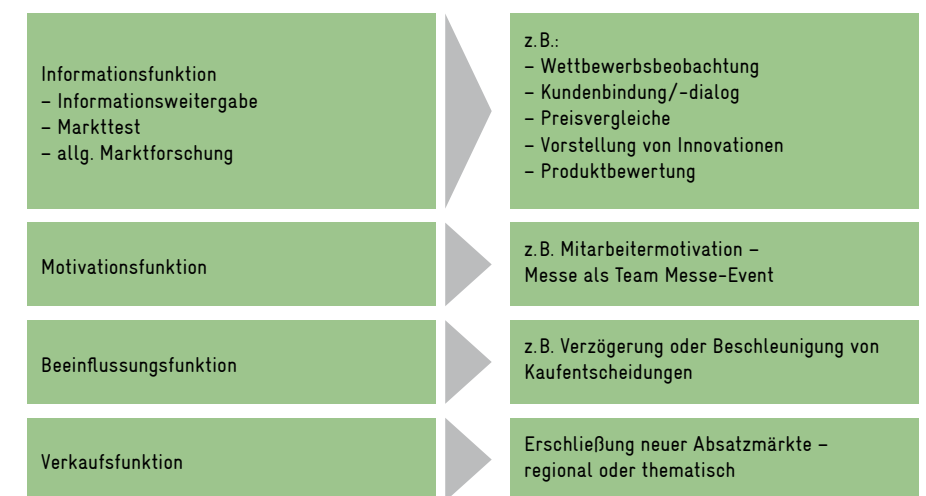 Informationsfunktion
– Informationsweitergabe
– Markttest
– allg. Marktforschung
z.B.:
– Wettbewerbsbeobachtung
– Kundenbindung/-dialog
– Preisvergleiche
– Vorstellung von Innovationen
– Produktbewertung
Motivationsfunktion
z.B. Mitarbeitermotivation –
Messe als Team Messe-Event
Beeinflussungsfunktion
z.B. Verzögerung oder Beschleunigung von
Kaufentscheidungen
Verkaufsfunktion
Erschließung neuer Absatzmärkte –
regional oder thematisch